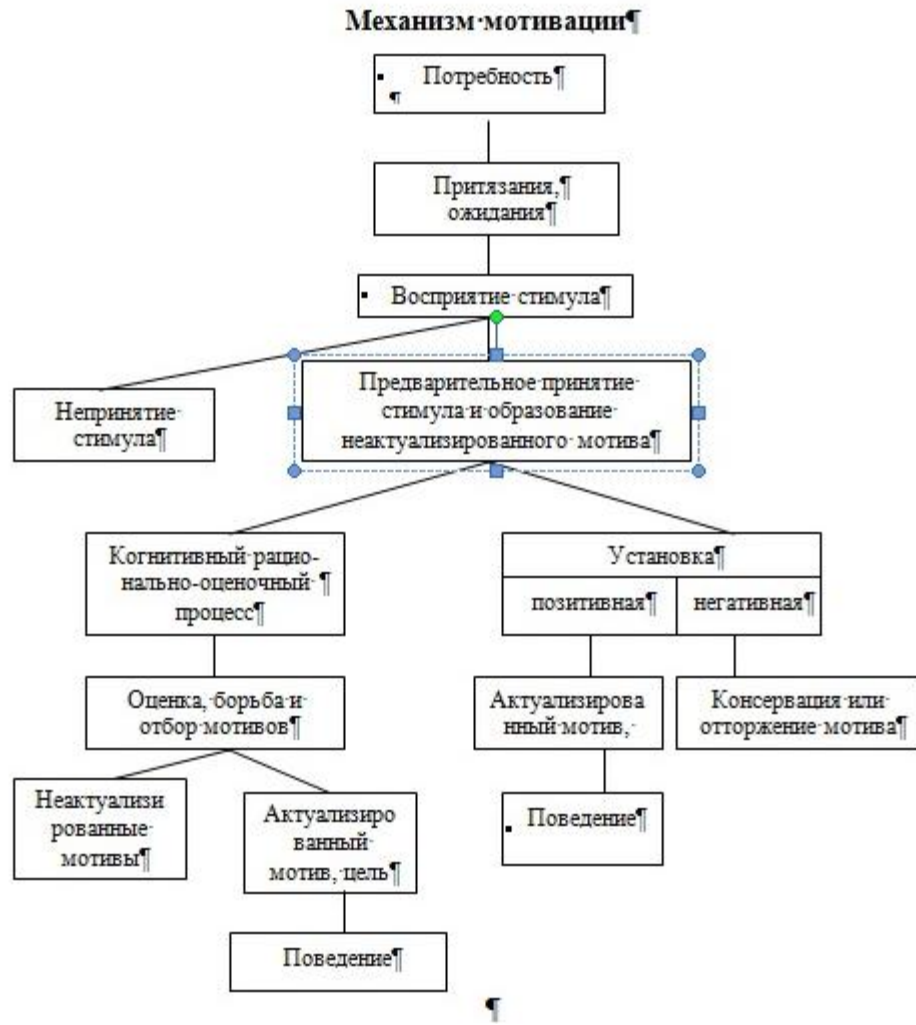 Механизм мотивации
Потребность
Притязания,
ожидания
Восприятие стимула
Непринятие
стимула
Предварительное принятие
стимула и образование
неактуализированного мотива
Когнитивный рацио-
нально-оценочный
процесс
Установка
позитивная
негативная
Оценка, борьба и
отбор мотивов
Актуализирова
нный мотив,
Консервация или
отторжение мотива
Неактуализи
рованные
мотивы
Актуализиро
ванный
мотив, цель
Поведение
Поведение